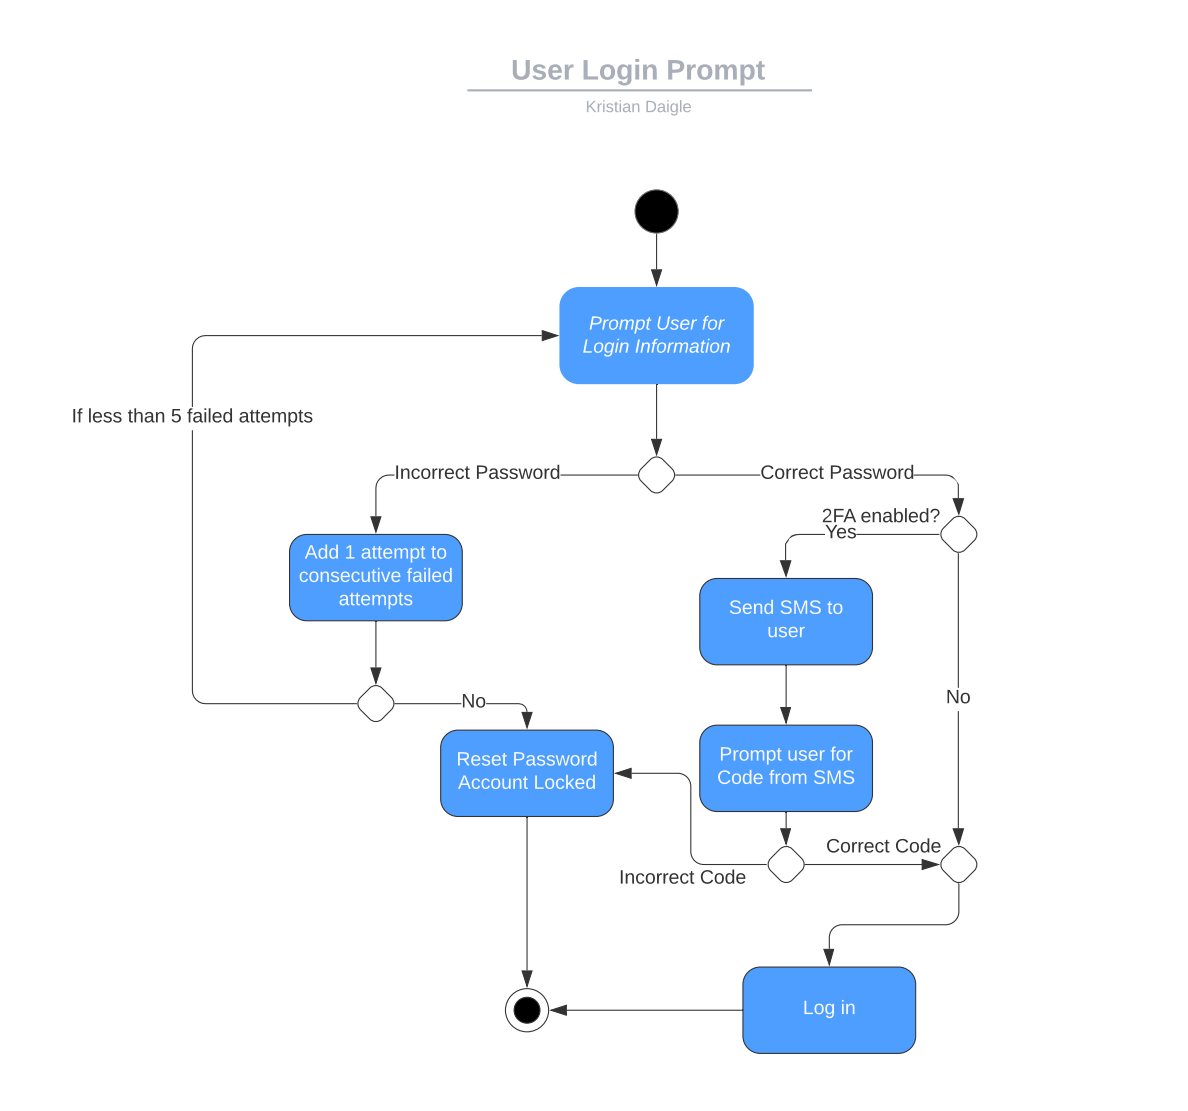 User Login Prompt
Kristian Daigle
Prompt User for
Login Information
If less than 5 failed attempts
Incorrect Password
Correct Password
2FA enabled?
Yes
Add 1 attempt to
consecutive failed
attempts
Send SMS to
user
No
No
Reset Password
Account Locked
Prompt user for
Code from SMS
Correct Code
Incorrect Code
Log in